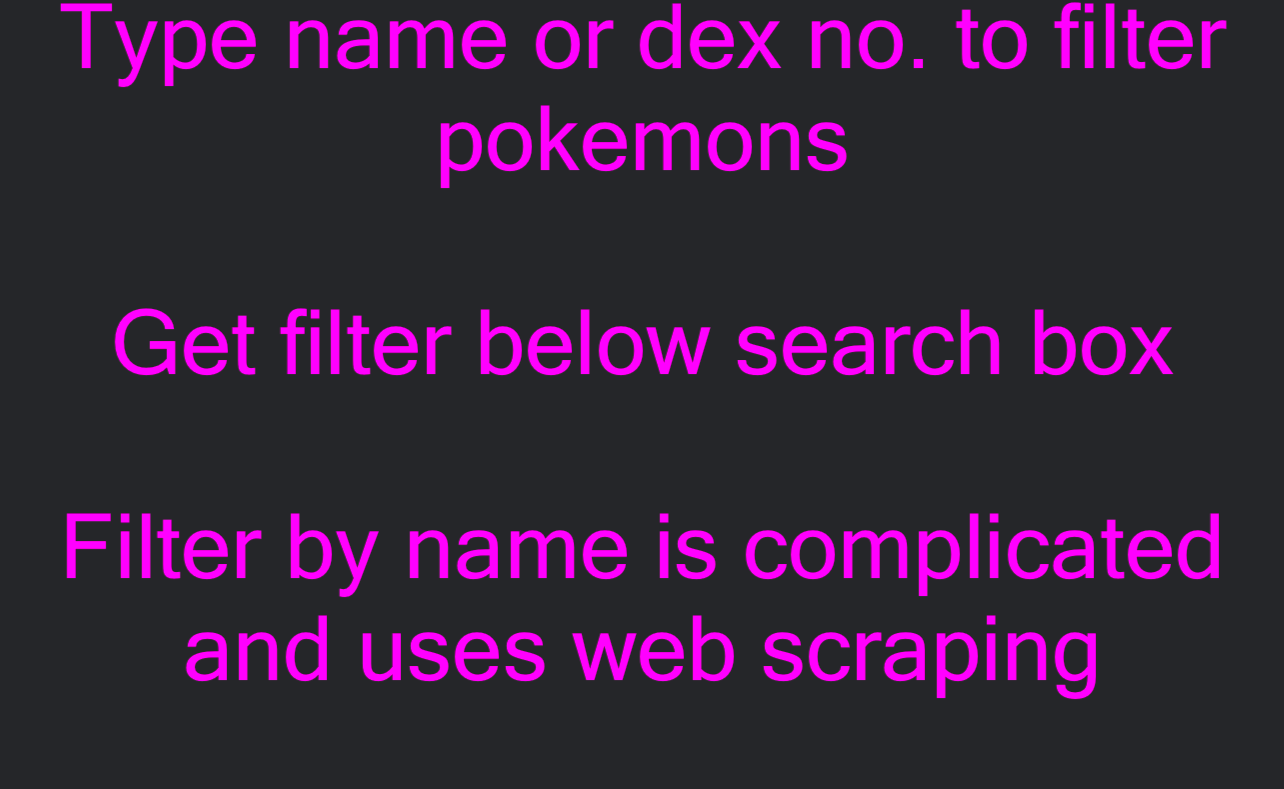 Type name or dex no. to filter
pokemons
Get filter below search box
Filter by name is complicated
and uses web scraping